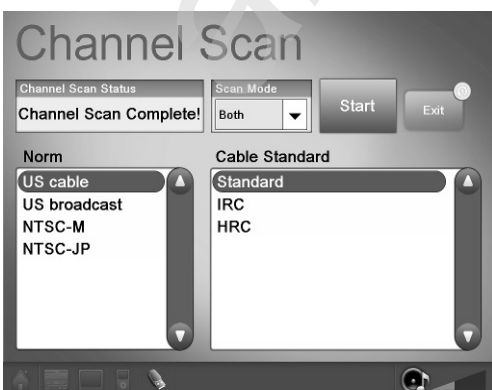 Channel Scan
Channel Scan Status
Scan Mode
Channel Scan Complete!
Both
Start
Exit
Norm
Cable Standard
US cable
US broadcast
NTSC-M
NTSC-JP
Standard
IRC
HRC